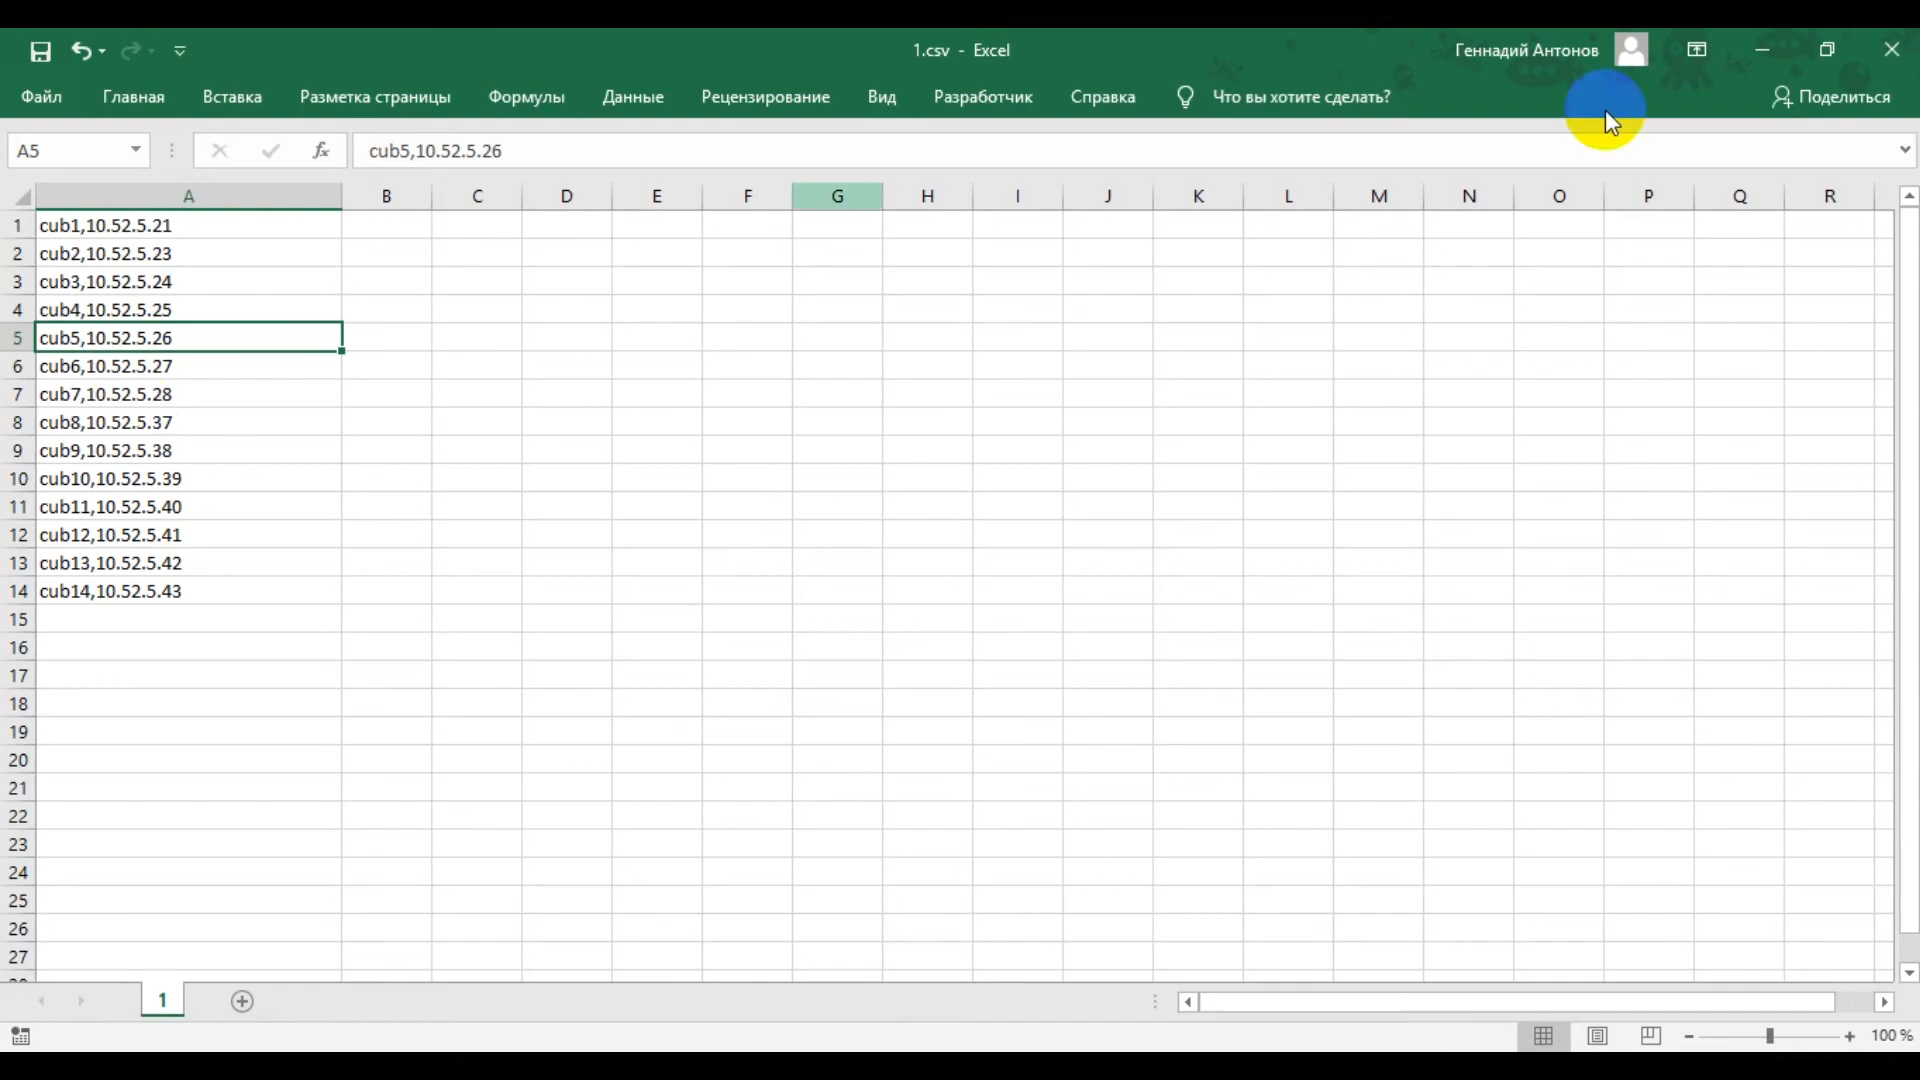 1.csv - Excel
Геннадий Антонов
Файл Главная Вставка Разметка страницы Формулы Данные Рецензирование Вид Разработчик Справка Что вы хотите сделать? Поделиться
A5 fx cub5,10.52.5.26
A B C D E F G H I J K L M N O P Q R
1 cub1,10.52.5.21
2 cub2,10.52.5.23
3 cub3,10.52.5.24
4 cub4,10.52.5.25
5 cub5,10.52.5.26
6 cub6,10.52.5.27
7 cub7,10.52.5.28
8 cub8,10.52.5.37
9 cub9,10.52.5.38
10 cub10,10.52.5.39
11 cub11,10.52.5.40
12 cub12,10.52.5.41
13 cub13,10.52.5.42
14 cub14,10.52.5.43
15
16
17
18
19
20
21
22
23
24
25
26
27
1
100 %